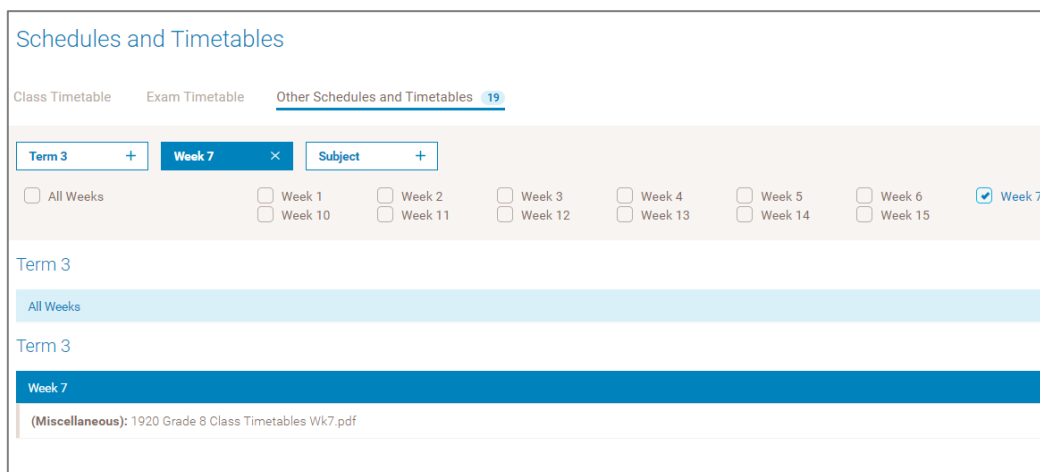 Schedules and Timetables
Class Timetable Exam Timetable Other Schedules and Timetables 19
Term 3 + Week 7 × Subject +
All Weeks Week 1 Week 2 Week 3 Week 4 Week 5 Week 6 Week 7
Week 10 Week 11 Week 12 Week 13 Week 14 Week 15
Term 3
All Weeks
Term 3
Week 7
(Miscellaneous): 1920 Grade 8 Class Timetables Wk7.pdf